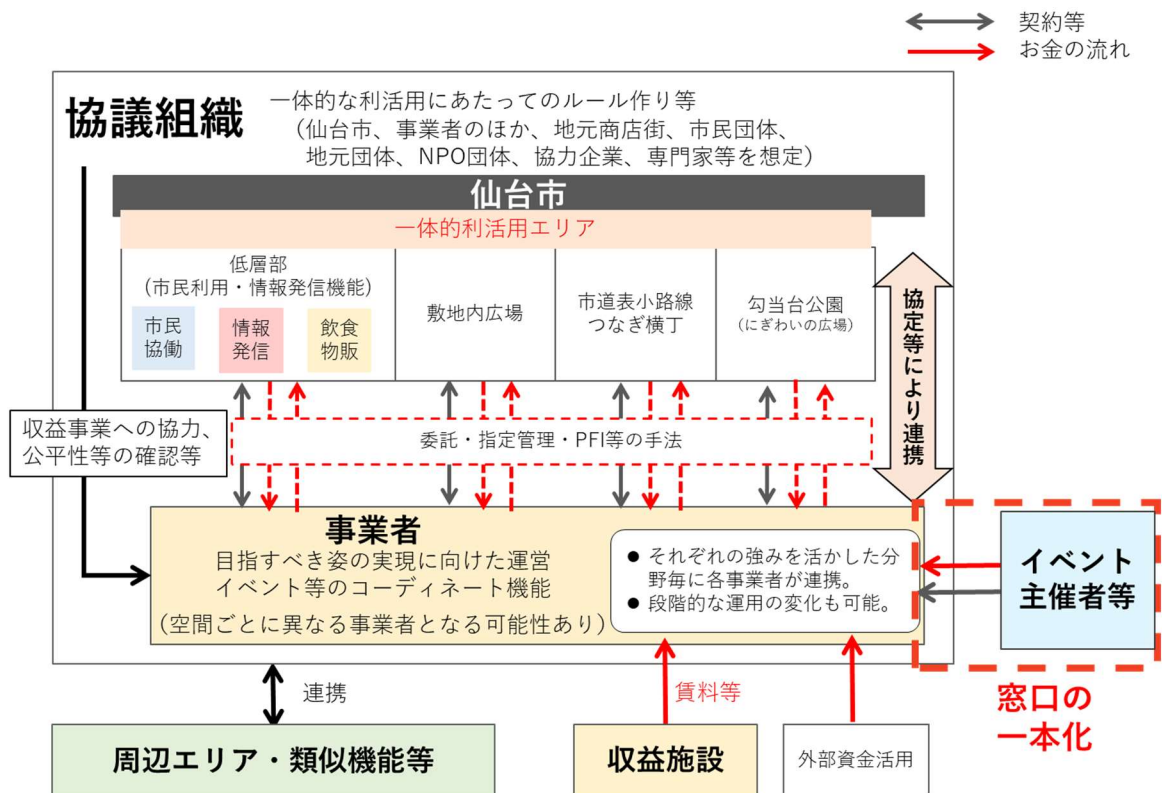 契約等
お金の流れ
協議組織
一体的な利活用にあたってのルール作り等
（仙台市、事業者のほか、地元商店街、市民団体、
地元団体、NPO団体、協力企業、専門家等を想定）
仙台市
一体的利活用エリア
低層部
（市民利用・情報発信機能）
市民
協働
情報
発信
飲食
物販
敷地内広場
市道表小路線
つなぎ横丁
勾当台公園
（にぎわいの広場）
協定等により連携
収益事業への協力、
公平性等の確認等
委託・指定管理・PFI等の手法
事業者
目指すべき姿の実現に向けた運営
イベント等のコーディネート機能
（空間ごとに異なる事業者となる可能性あり）
● それぞれの強みを活かした分
野毎に各事業者が連携。
● 段階的な運用の変化も可能。
イベント
主催者等
窓口の
一本化
連携
賃料等
周辺エリア・類似機能等
収益施設
外部資金活用